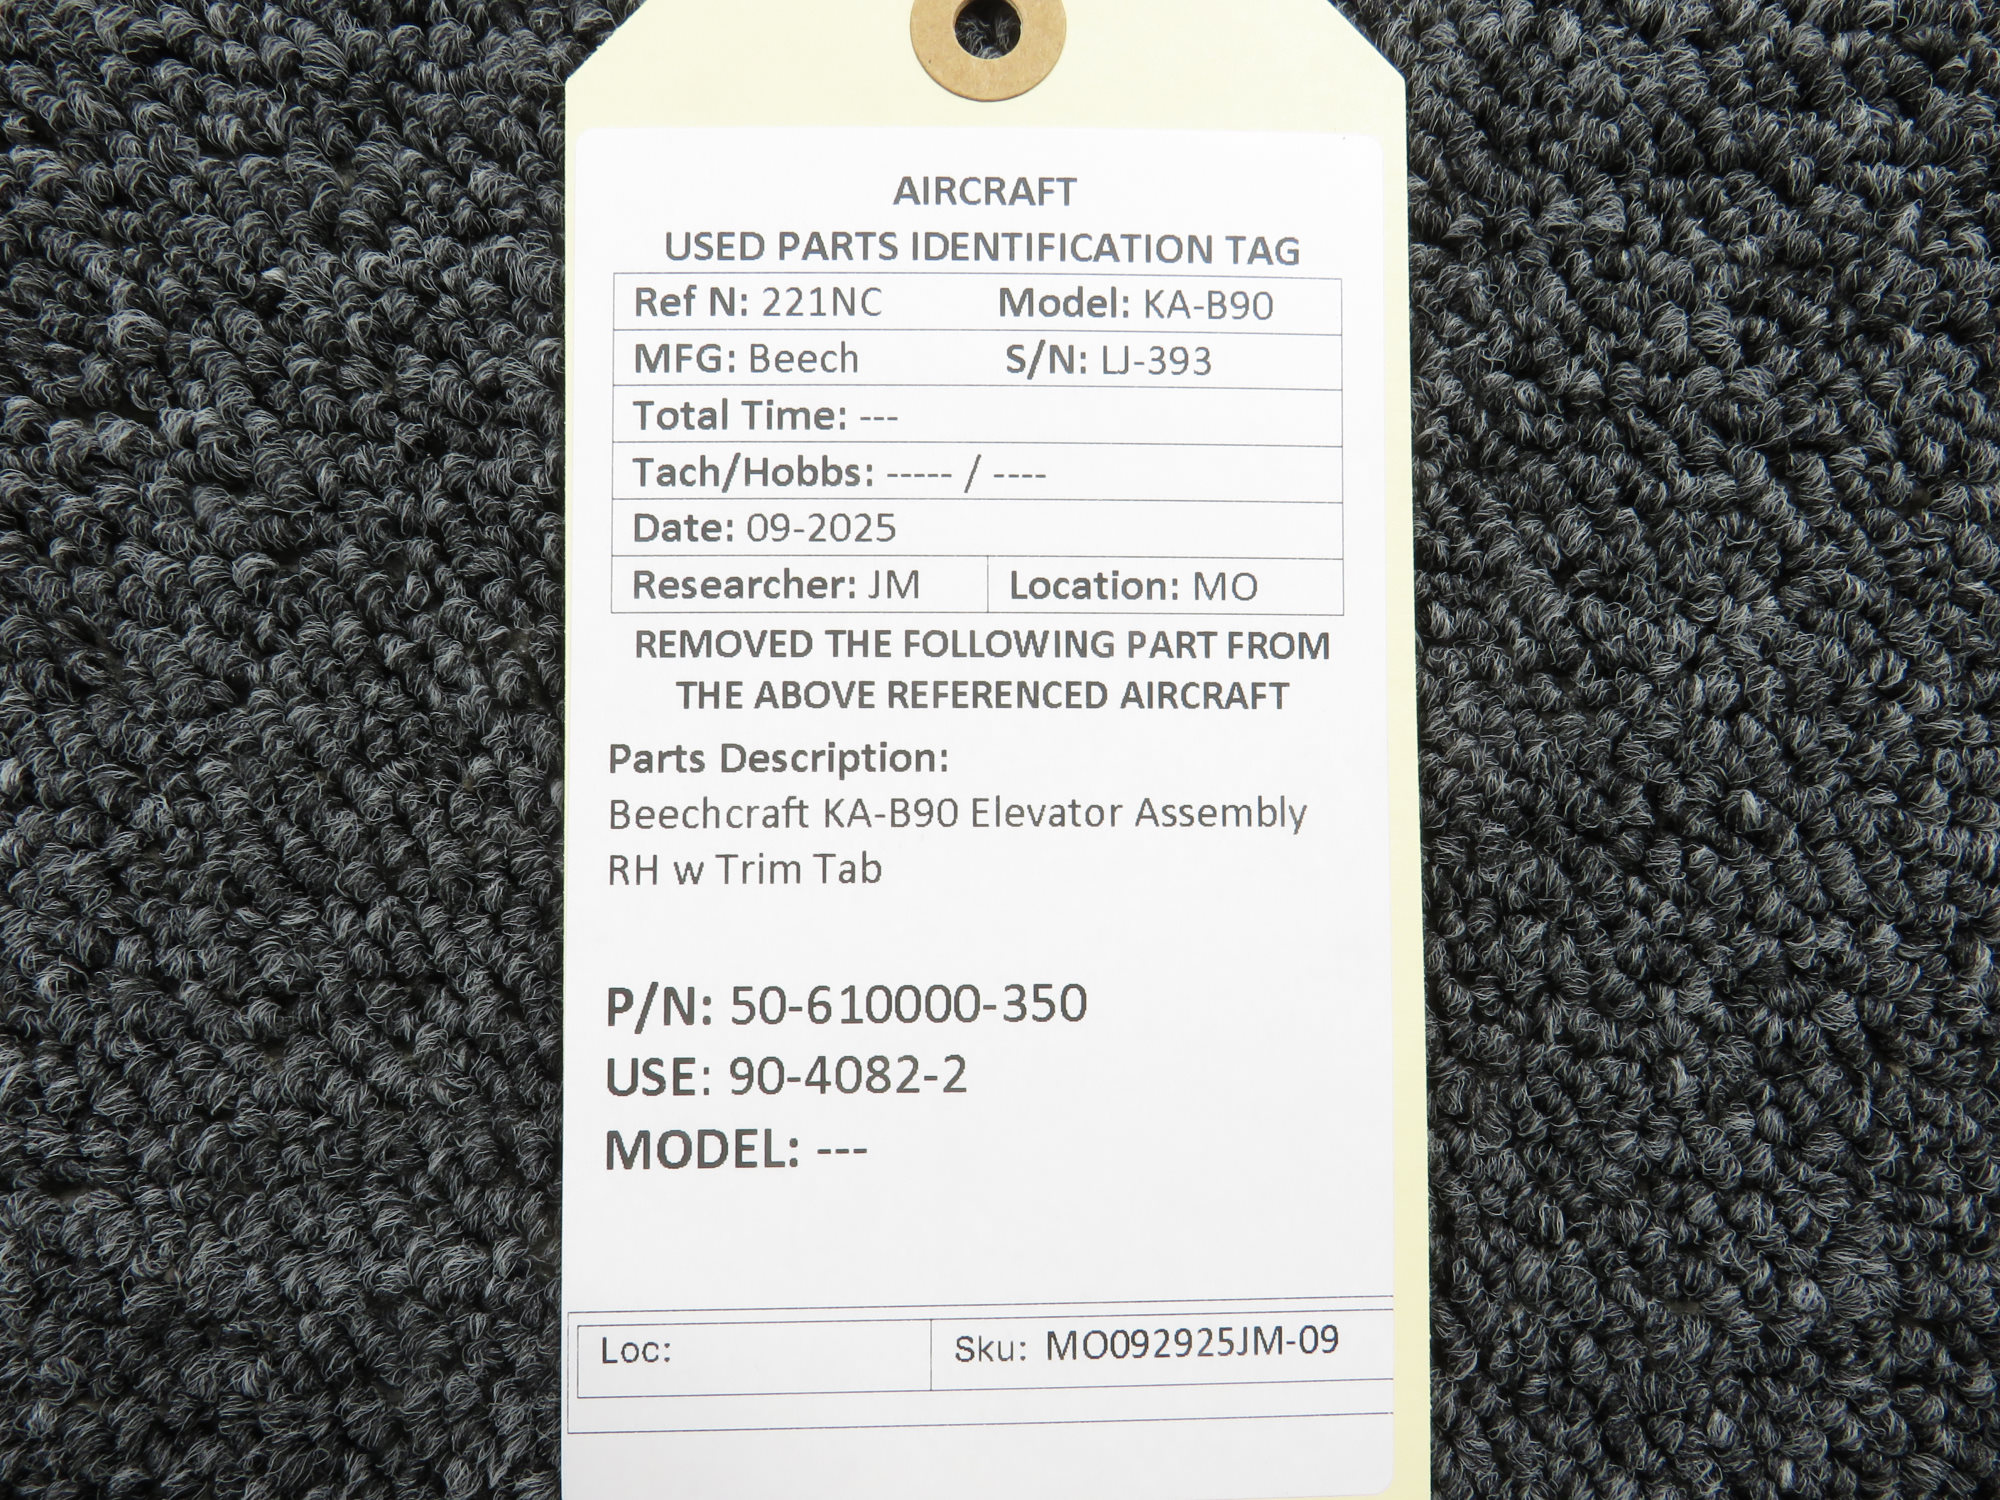 AIRCRAFT
USED PARTS IDENTIFICATION TAG
Ref N: 221NC Model: KA-B90
MFG: Beech S/N: LJ-393
Total Time: ---
Tach/Hobbs: ----- / ----
Date: 09-2025
Researcher: JM Location: MO
REMOVED THE FOLLOWING PART FROM
THE ABOVE REFERENCED AIRCRAFT
Parts Description:
Beechcraft KA-B90 Elevator Assembly
RH w Trim Tab
P/N: 50-610000-350
USE: 90-4082-2
MODEL: ---
Loc: Sku: MO092925JM-09